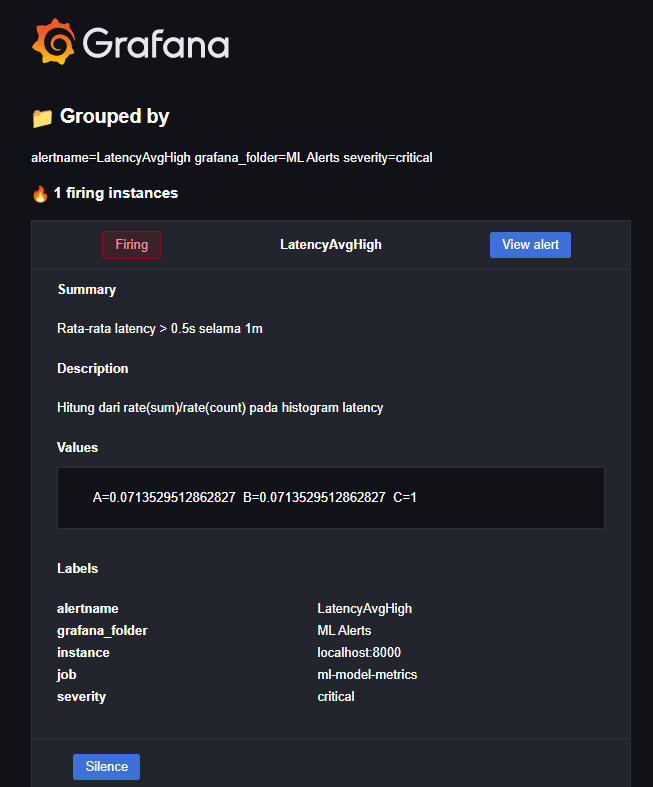 Grafana
📁 Grouped by
alertname=LatencyAvgHigh grafana_folder=ML Alerts severity=critical
🔥 1 firing instances
Firing LatencyAvgHigh View alert
Summary
Rata-rata latency > 0.5s selama 1m
Description
Hitung dari rate(sum)/rate(count) pada histogram latency
Values
A=0.0713529512862827 B=0.0713529512862827 C=1
Labels
alertname LatencyAvgHigh
grafana_folder ML Alerts
instance localhost:8000
job ml-model-metrics
severity critical
Silence